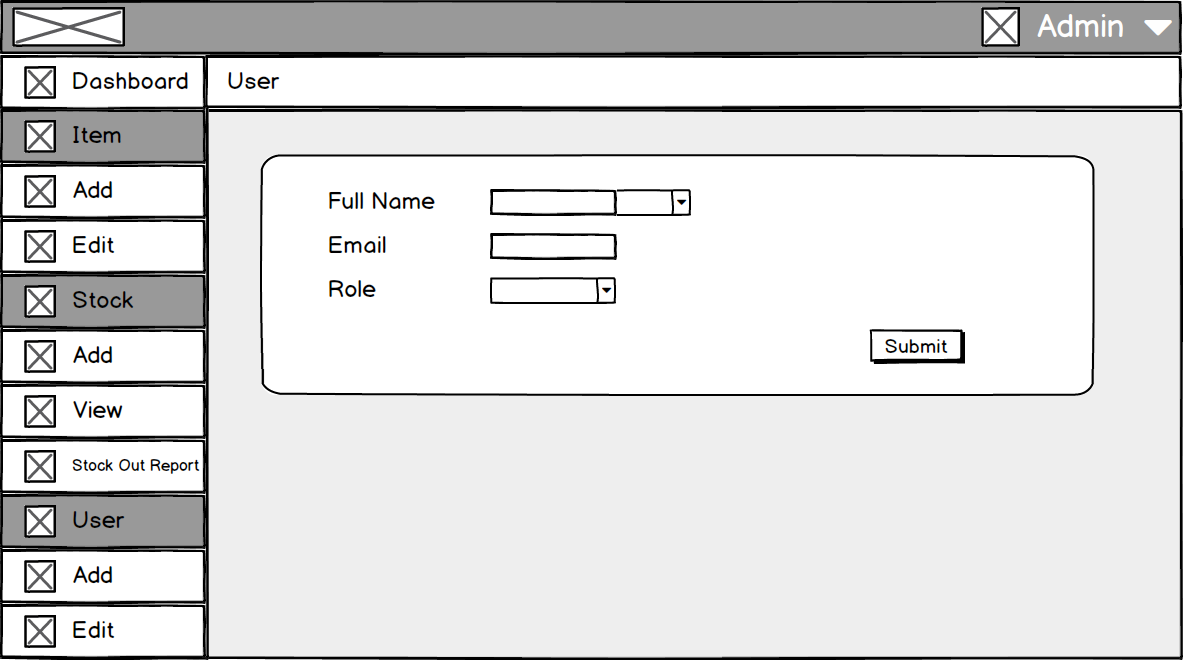 Admin
Dashboard
User
Item
Add
Edit
Stock
Add
View
Stock Out Report
User
Add
Edit
Full Name
Email
Role
Submit